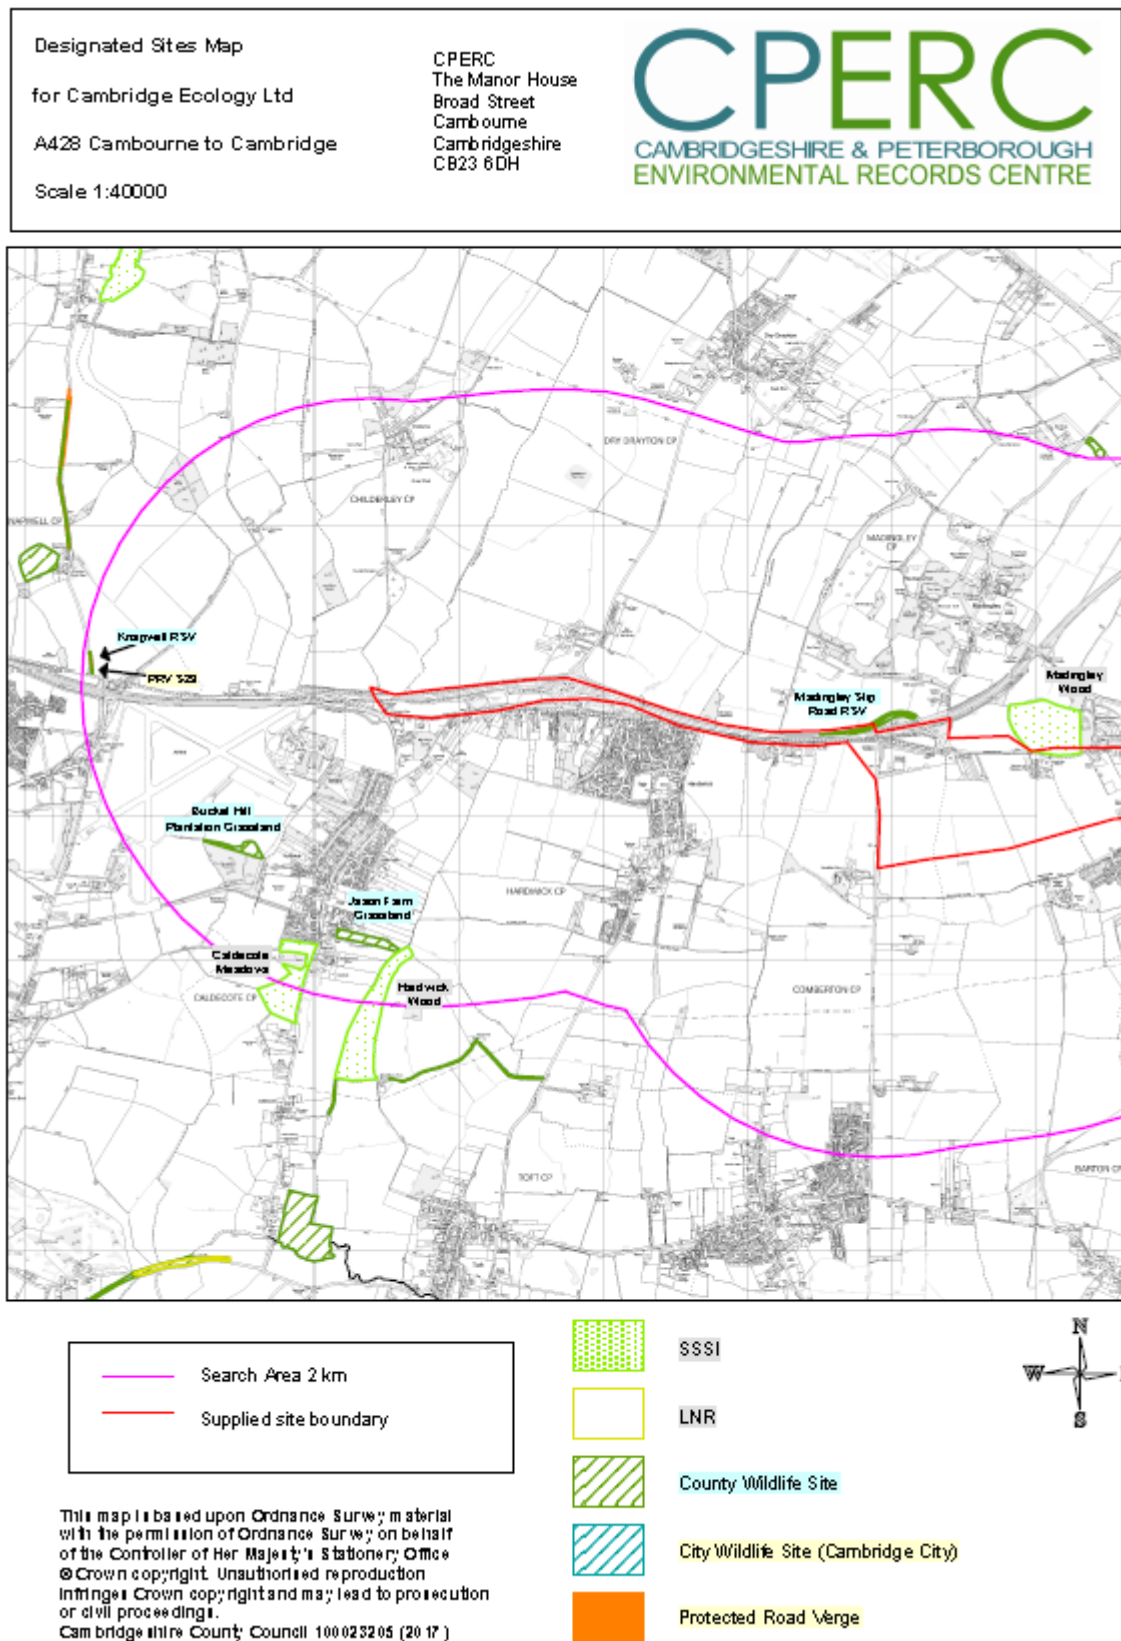 Designated Sites Map
for Cambridge Ecology Ltd
A428 Cambourne to Cambridge
Scale 1:40000
CPERC
The Manor House
Broad Street
Cambourne
Cambridgeshire
CB23 6DH
CPERC
CAMBRIDGESHIRE & PETERBOROUGH
ENVIRONMENTAL RECORDS CENTRE
DRY DRAYTON CP
CHILDERLEY CP
MADINGLEY
CP
Knapwell RSV
PRV S29
Madingley
Wood
Madingley Slip
Road RSV
Bucket Hill
Plantation Grassland
HARDWICK CP
Jason Farm
Grassland
Caldecote
Meadows
CALDECOTE CP
Hardwick
Wood
COMBERTON CP
TOFT CP
BARTON CP
Search Area 2 km
Supplied site boundary
SSSI
LNR
County Wildlife Site
City Wildlife Site (Cambridge City)
Protected Road Verge
N
W
S
This map is based upon Ordnance Survey material
with the permission of Ordnance Survey on behalf
of the Controller of Her Majesty's Stationery Office
© Crown copyright. Unauthorised reproduction
infringes Crown copyright and may lead to prosecution
or civil proceedings.
Cambridgeshire County Council 100023205 (2017)